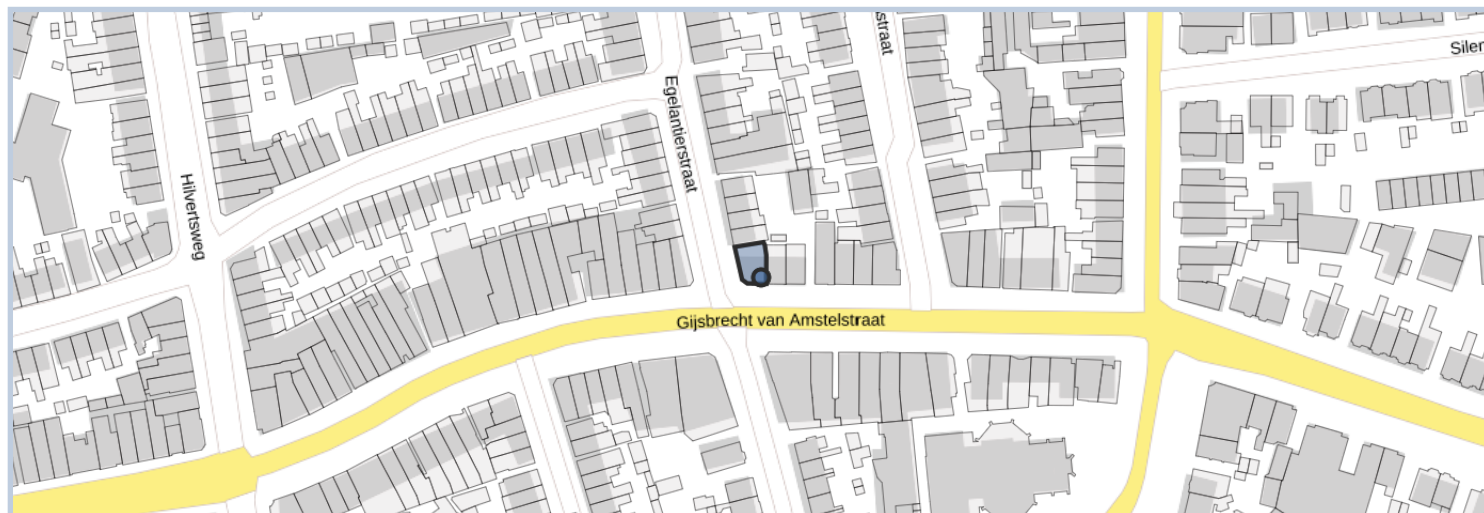 straat
Siler
Egelantierstraat
Hilvertsweg
Gijsbrecht van Amstelstraat